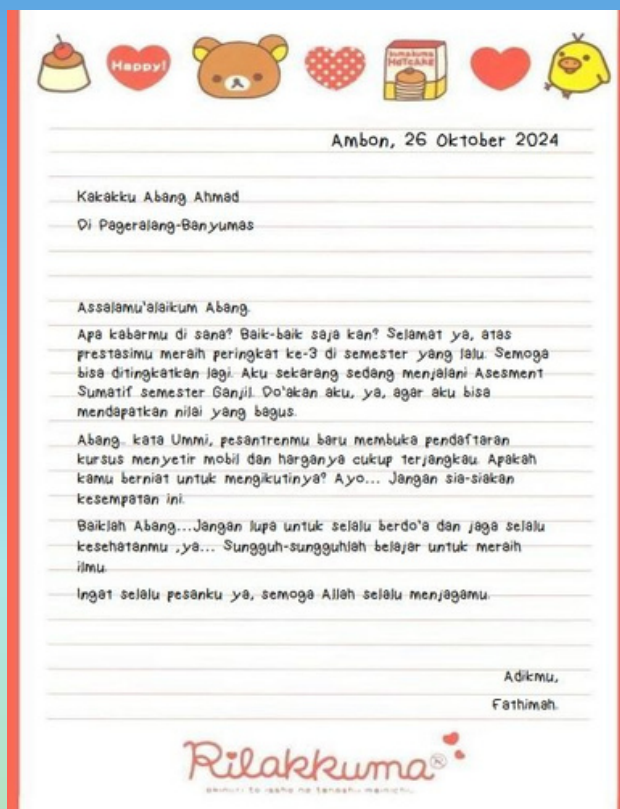 Happy!
kumakuma
HOTCAKE
Ambon, 26 Oktober 2024
Kakakku Abang Ahmad
Di Pageralang-Banyumas
Assalamu'alaikum Abang.
Apa kabarmu di sana? Baik-baik saja kan? Selamat ya, atas
prestasimu meraih peringkat ke-3 di semester yang lalu. Semoga
bisa ditingkatkan lagi. Aku sekarang sedang menjalani Asesment
Sumatif semester Ganjil. Do'akan aku, ya, agar aku bisa
mendapatkan nilai yang bagus.
Abang.. kata Ummi, pesantrenmu baru membuka pendaftaran
kursus menyetir mobil dan harganya cukup terjangkau. Apakah
kamu berniat untuk mengikutinya? Ayo... Jangan sia-siakan
kesempatan ini.
Baiklah Abang...Jangan lupa untuk selalu berdo'a dan jaga selalu
kesehatanmu ,ya... Sungguh-sungguhlah belajar untuk meraih
ilmu.
Ingat selalu pesanku ya, semoga Allah selalu menjagamu.
Adikmu,
Fathimah.
Rilakkuma®